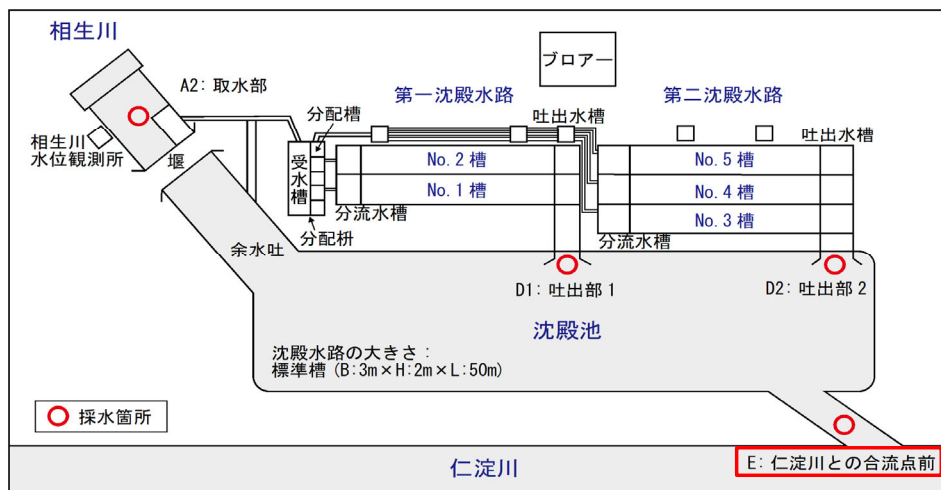 相生川
A2: 取水部
ブロアー
第一沈殿水路
第二沈殿水路
分配槽
吐出水槽
吐出水槽
相生川
水位観測所
堰
受水槽
No. 2 槽
No. 1 槽
No. 5 槽
No. 4 槽
No. 3 槽
分流水槽
分配枡
分流水槽
余水吐
D1: 吐出部 1
D2: 吐出部 2
沈殿池
沈殿水路の大きさ :
標準槽 (B:3m×H:2m×L:50m)
採水箇所
E: 仁淀川との合流点前
仁淀川